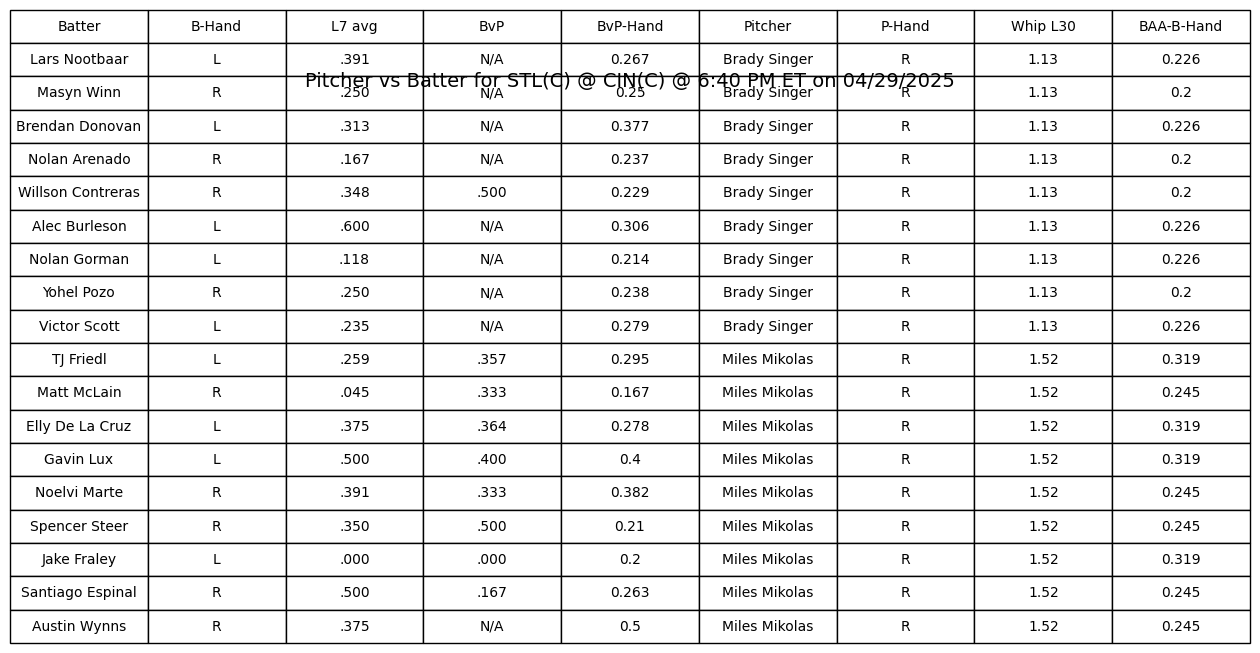 Batter B-Hand L7 avg BvP BvP-Hand Pitcher P-Hand Whip L30 BAA-B-Hand
Lars Nootbaar L .391 N/A 0.267 Brady Singer R 1.13 0.226
Pitcher vs Batter for STL(C) @ CIN(C) @ 6:40 PM ET on 04/29/2025
Masyn Winn R .250 N/A 0.25 Brady Singer R 1.13 0.2
Brendan Donovan L .313 N/A 0.377 Brady Singer R 1.13 0.226
Nolan Arenado R .167 N/A 0.237 Brady Singer R 1.13 0.2
Willson Contreras R .348 .500 0.229 Brady Singer R 1.13 0.2
Alec Burleson L .600 N/A 0.306 Brady Singer R 1.13 0.226
Nolan Gorman L .118 N/A 0.214 Brady Singer R 1.13 0.226
Yohel Pozo R .250 N/A 0.238 Brady Singer R 1.13 0.2
Victor Scott L .235 N/A 0.279 Brady Singer R 1.13 0.226
TJ Friedl L .259 .357 0.295 Miles Mikolas R 1.52 0.319
Matt McLain R .045 .333 0.167 Miles Mikolas R 1.52 0.245
Elly De La Cruz L .375 .364 0.278 Miles Mikolas R 1.52 0.319
Gavin Lux L .500 .400 0.4 Miles Mikolas R 1.52 0.319
Noelvi Marte R .391 .333 0.382 Miles Mikolas R 1.52 0.245
Spencer Steer R .350 .500 0.21 Miles Mikolas R 1.52 0.245
Jake Fraley L .000 .000 0.2 Miles Mikolas R 1.52 0.319
Santiago Espinal R .500 .167 0.263 Miles Mikolas R 1.52 0.245
Austin Wynns R .375 N/A 0.5 Miles Mikolas R 1.52 0.245